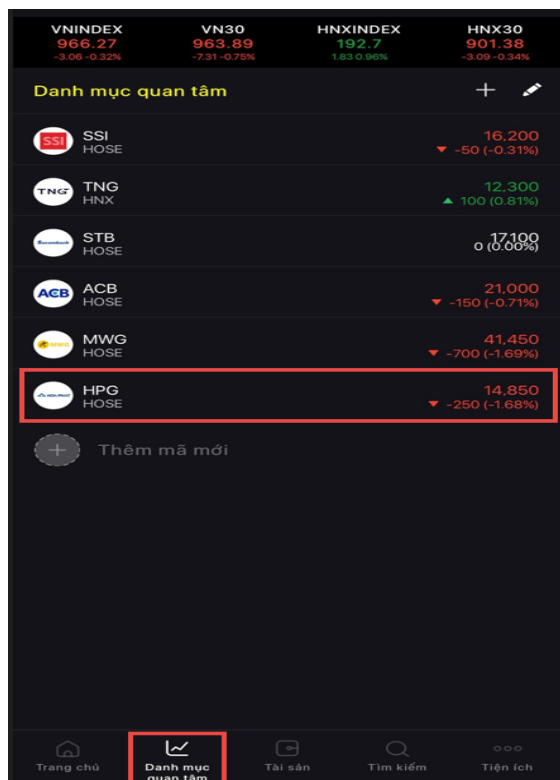 VNINDEX VN30 HNXINDEX HNX30
966.27 963.89 192.7 901.38
-3.06 -0.32% -7.31 -0.75% 1.83 0.96% -3.09 -0.34%
Danh mục quan tâm
SSI SSI 16,200
HOSE ▼ -50 (-0.31%)
TNG TNG 12,300
HNX ▲ 100 (0.81%)
STB 17,100
Sacombank HOSE 0 (0.00%)
ACB ACB 21,000
HOSE ▼ -150 (-0.71%)
MWG MWG 41,450
HOSE ▼ -700 (-1.69%)
HPG 14,850
HOA PHAT HOSE ▼ -250 (-1.68%)
+ Thêm mã mới
Trang chủ Danh mục quan tâm Tài sản Tìm kiếm Tiện ích